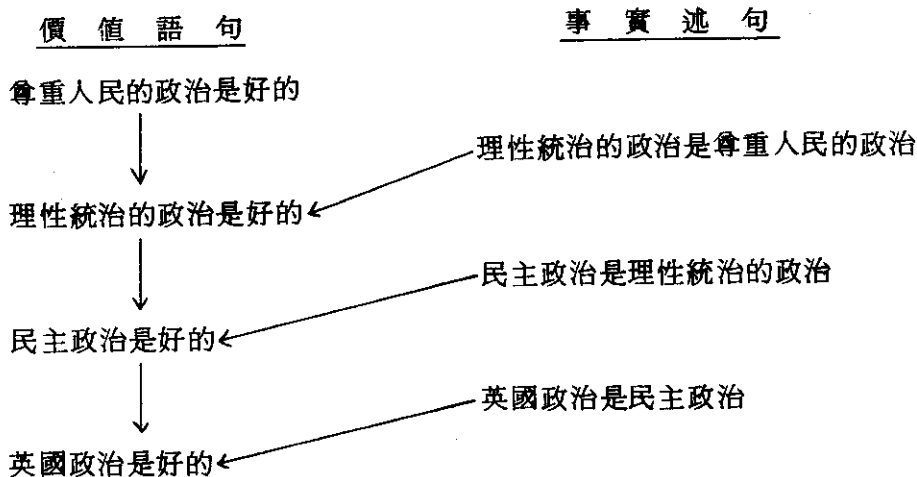 價值語句
事實述句
尊重人民的政治是好的
理性統治的政治是尊重人民的政治
理性統治的政治是好的
民主政治是理性統治的政治
民主政治是好的
英國政治是民主政治
英國政治是好的